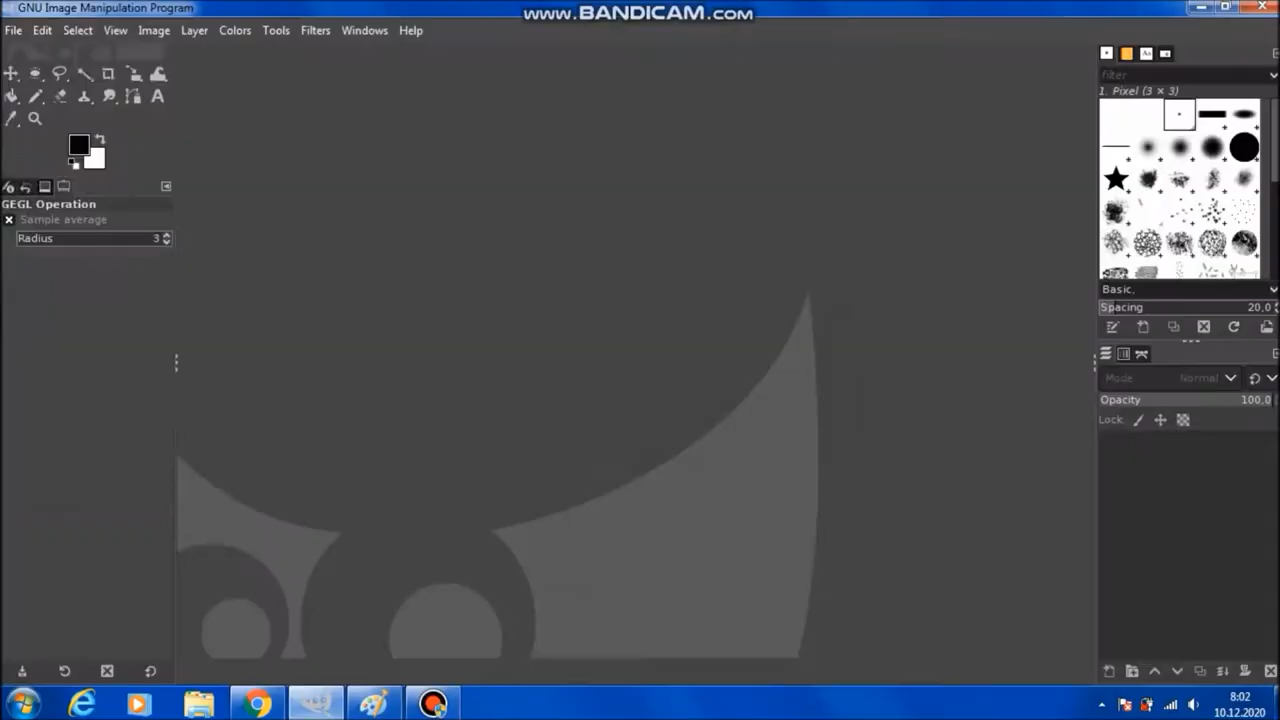 GNU Image Manipulation Program
www.BANDICAM.com
File Edit Select View Image Layer Colors Tools Filters Windows Help
filter
1. Pixel (3 × 3)
GEGL Operation
Sample average
Radius 3
Basic,
Spacing 20,0
Mode Normal
Opacity 100,0
Lock:
8:02
10.12.2020